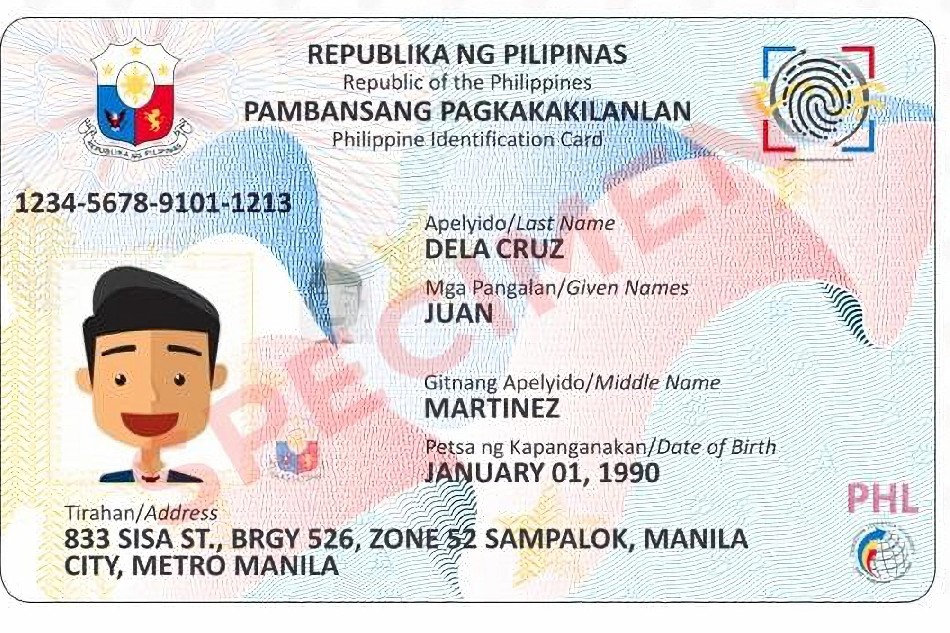 REPUBLIKA NG PILIPINAS
Republic of the Philippines
PAMBANSANG PAGKAKAKILANLAN
Philippine Identification Card
REPUBLIKA NG PILIPINAS
1234-5678-9101-1213
Apelyido/Last Name
DELA CRUZ
Mga Pangalan/Given Names
JUAN
Gitnang Apelyido/Middle Name
MARTINEZ
Petsa ng Kapanganakan/Date of Birth
JANUARY 01, 1990
SPECIMEN
PHL
Tirahan/Address
833 SISA ST., BRGY 526, ZONE 52 SAMPALOK, MANILA
CITY, METRO MANILA